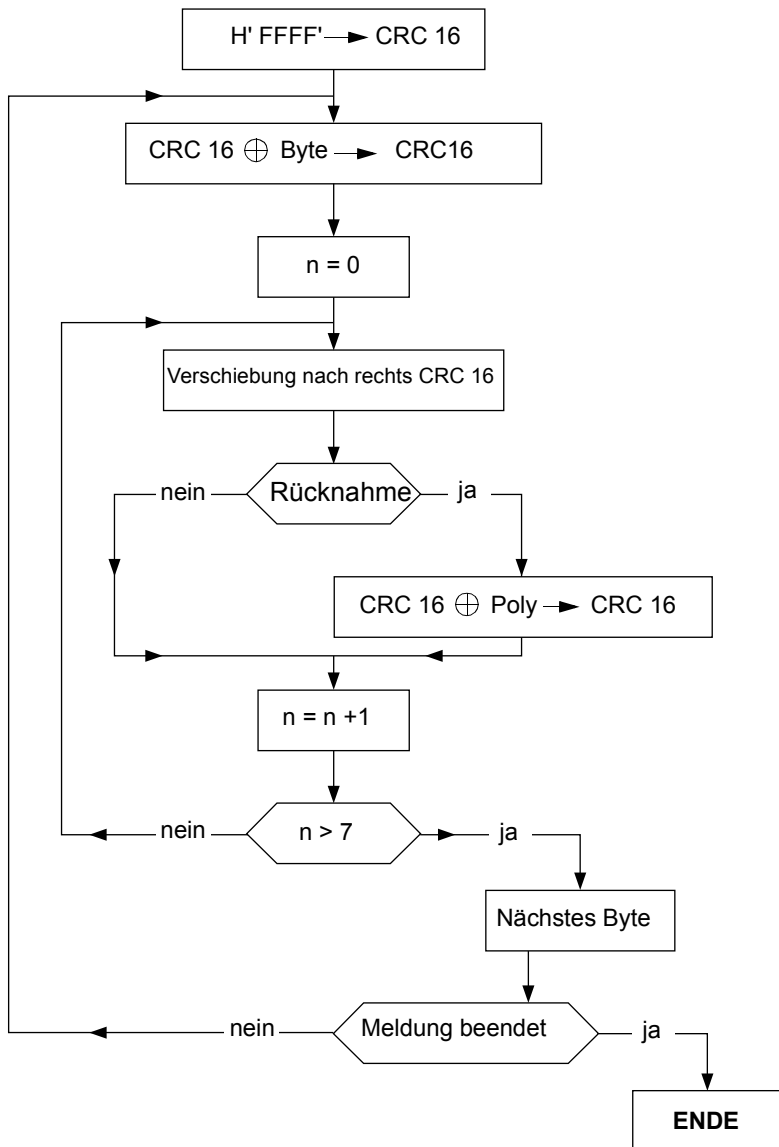 H' FFFF' → CRC 16
CRC 16 ⊕ Byte → CRC16
n = 0
Verschiebung nach rechts CRC 16
nein
Rücknahme
ja
CRC 16 ⊕ Poly → CRC 16
n = n +1
nein
n > 7
ja
Nächstes Byte
nein
Meldung beendet
ja
ENDE